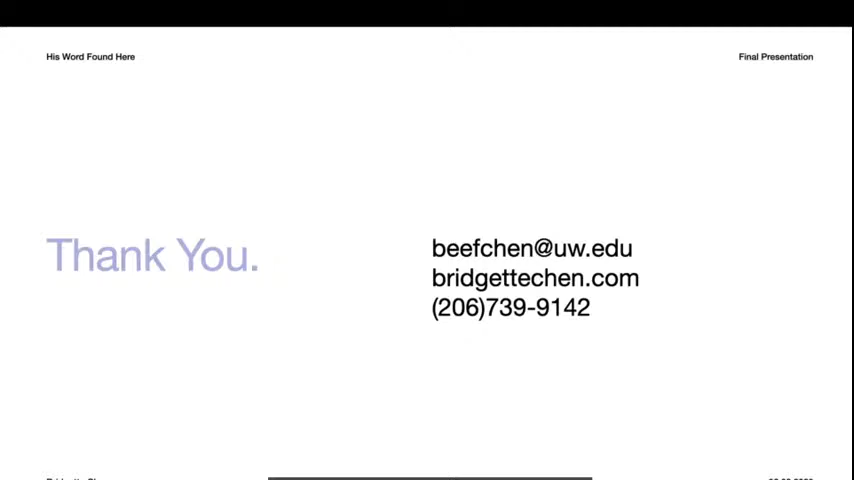 His Word Found Here
Final Presentation
Thank You.
beefchen@uw.edu
bridgettechen.com
(206)739-9142